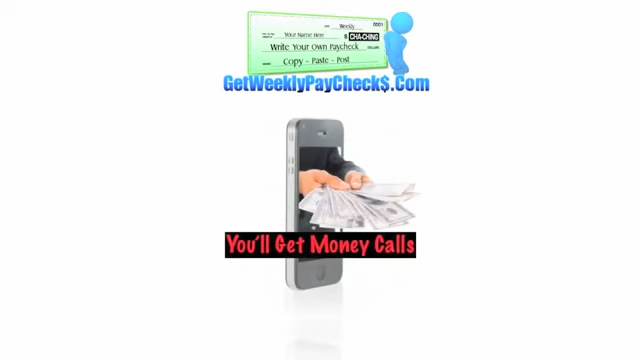 Weekly
0001
Your Name Here $ CHA-CHING
Write Your Own Paycheck
Copy - Paste - Post
GetWeeklyPayCheck$.Com
You'll Get Money Calls